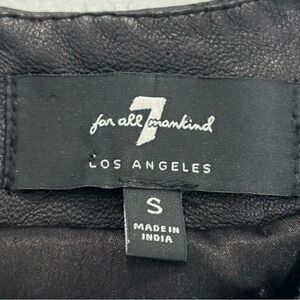 for all 7 mankind
LOS ANGELES
S
MADE IN
INDIA